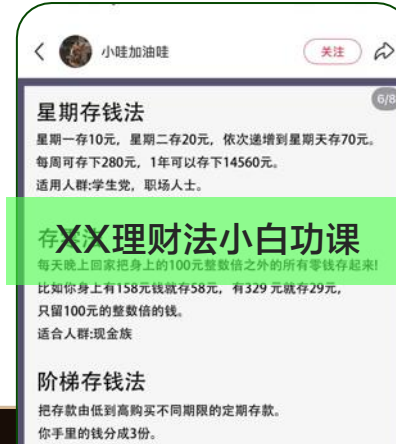 小哇加油哇
关注
6/8
星期存钱法
星期一存10元，星期二存20元，依次递增到星期天存70元。
每周可存下280元，1年可以存下14560元。
适用人群:学生党，职场人士。
XX理财法小白功课
每天晚上回家把身上的100元整数倍之外的所有零钱存起来!
比如你身上有158元钱就存58元，有329 元就存29元，
只留100元的整数倍的钱。
适合人群:现金族
阶梯存钱法
把存款由低到高购买不同期限的定期存款。
你手里的钱分成3份。